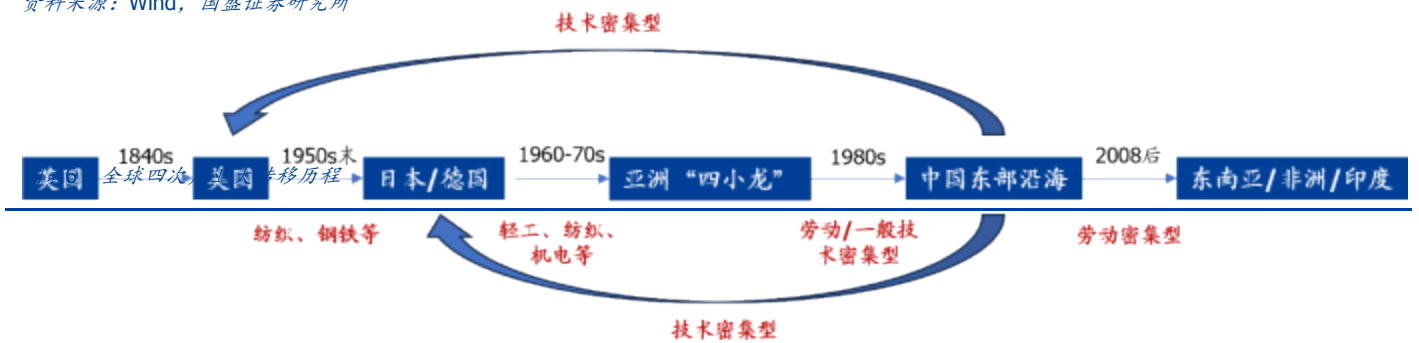 资料来源：Wind，国盛证券研究所
技术密集型
英国
1840s
美国
1950s末
日本/德国
1960-70s
亚洲“四小龙”
1980s
中国东部沿海
2008后
东南亚/非洲/印度
全球四次
移历程
纺织、钢铁等
轻工、纺织、
机电等
劳动/一般技
术密集型
劳动密集型
技术密集型